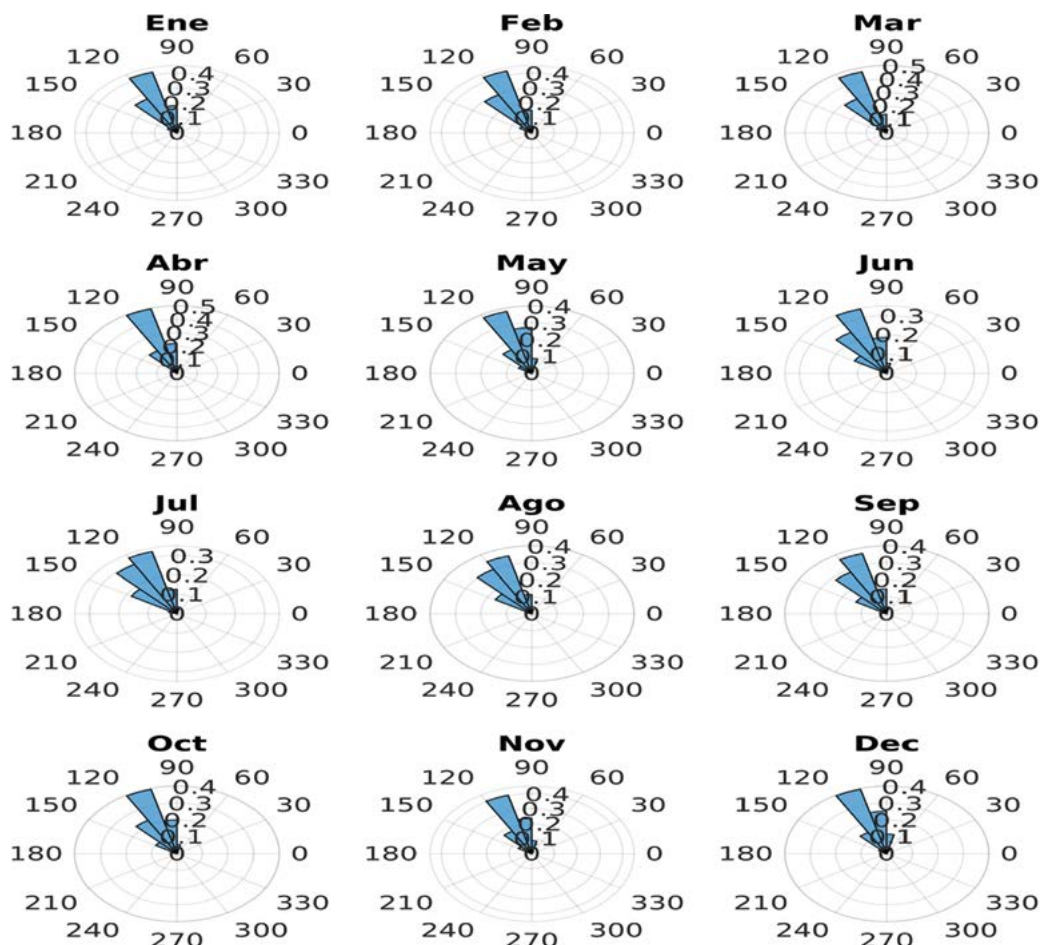 Ene Feb Mar
90 90 90
120 60 120 60 120 60
0.4 0.4 0.5
150 30 150 30 150 30
0.3 0.3 0.4
0.2 0.2 0.3
0.1 0.1 0.2
0.1
180 0 0 180 0 0 180 0 0
210 330 210 330 210 330
240 300 240 300 240 300
270 270 270
Abr May Jun
90 90 90
120 60 120 60 120 60
0.5 0.4 0.3
150 30 150 30 150 30
0.4 0.3 0.2
0.3 0.2 0.1
0.2 0.1
0.1
180 0 0 180 0 0 180 0 0
210 330 210 330 210 330
240 300 240 300 240 300
270 270 270
Jul Ago Sep
90 90 90
120 60 120 60 120 60
0.3 0.4 0.4
150 30 150 30 150 30
0.2 0.3 0.3
0.1 0.2 0.2
0.1 0.1
180 0 0 180 0 0 180 0 0
210 330 210 330 210 330
240 300 240 300 240 300
270 270 270
Oct Nov Dec
90 90 90
120 60 120 60 120 60
0.4 0.4 0.4
150 30 150 30 150 30
0.3 0.3 0.3
0.2 0.2 0.2
0.1 0.1 0.1
180 0 0 180 0 0 180 0 0
210 330 210 330 210 330
240 300 240 300 240 300
270 270 270